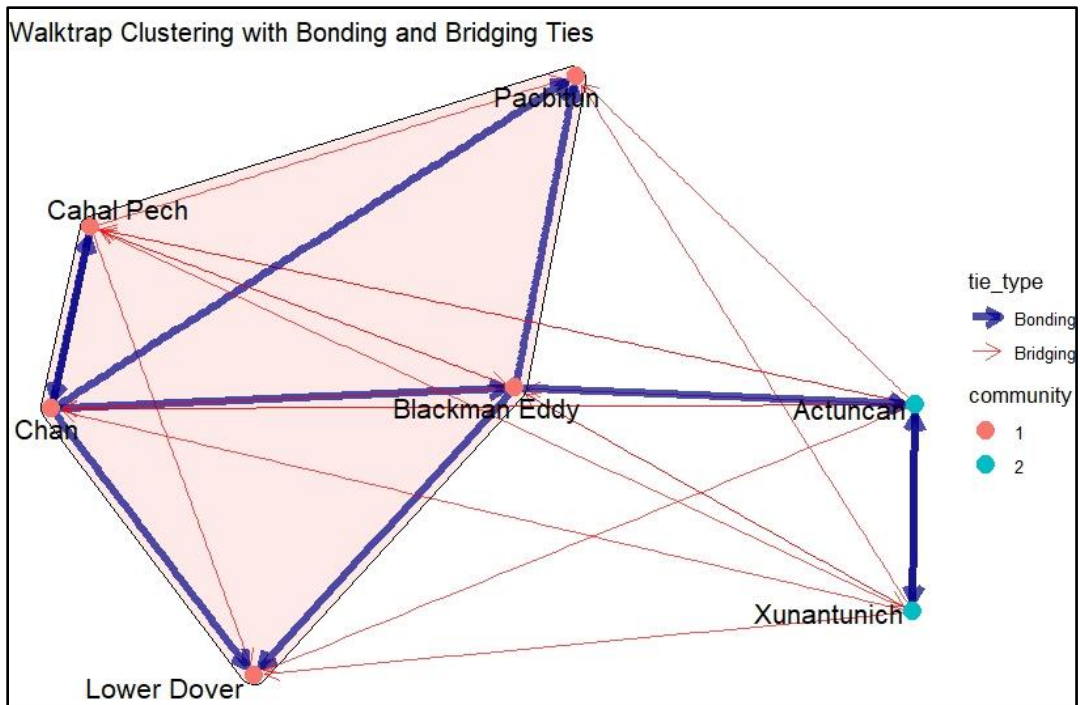 Walktrap Clustering with Bonding and Bridging Ties
Pacbitun
Cahal Pech
tie_type
Bonding
Bridging
community
1
2
Blackman Eddy
Actuncan
Chan
Xunantunich
Lower Dover